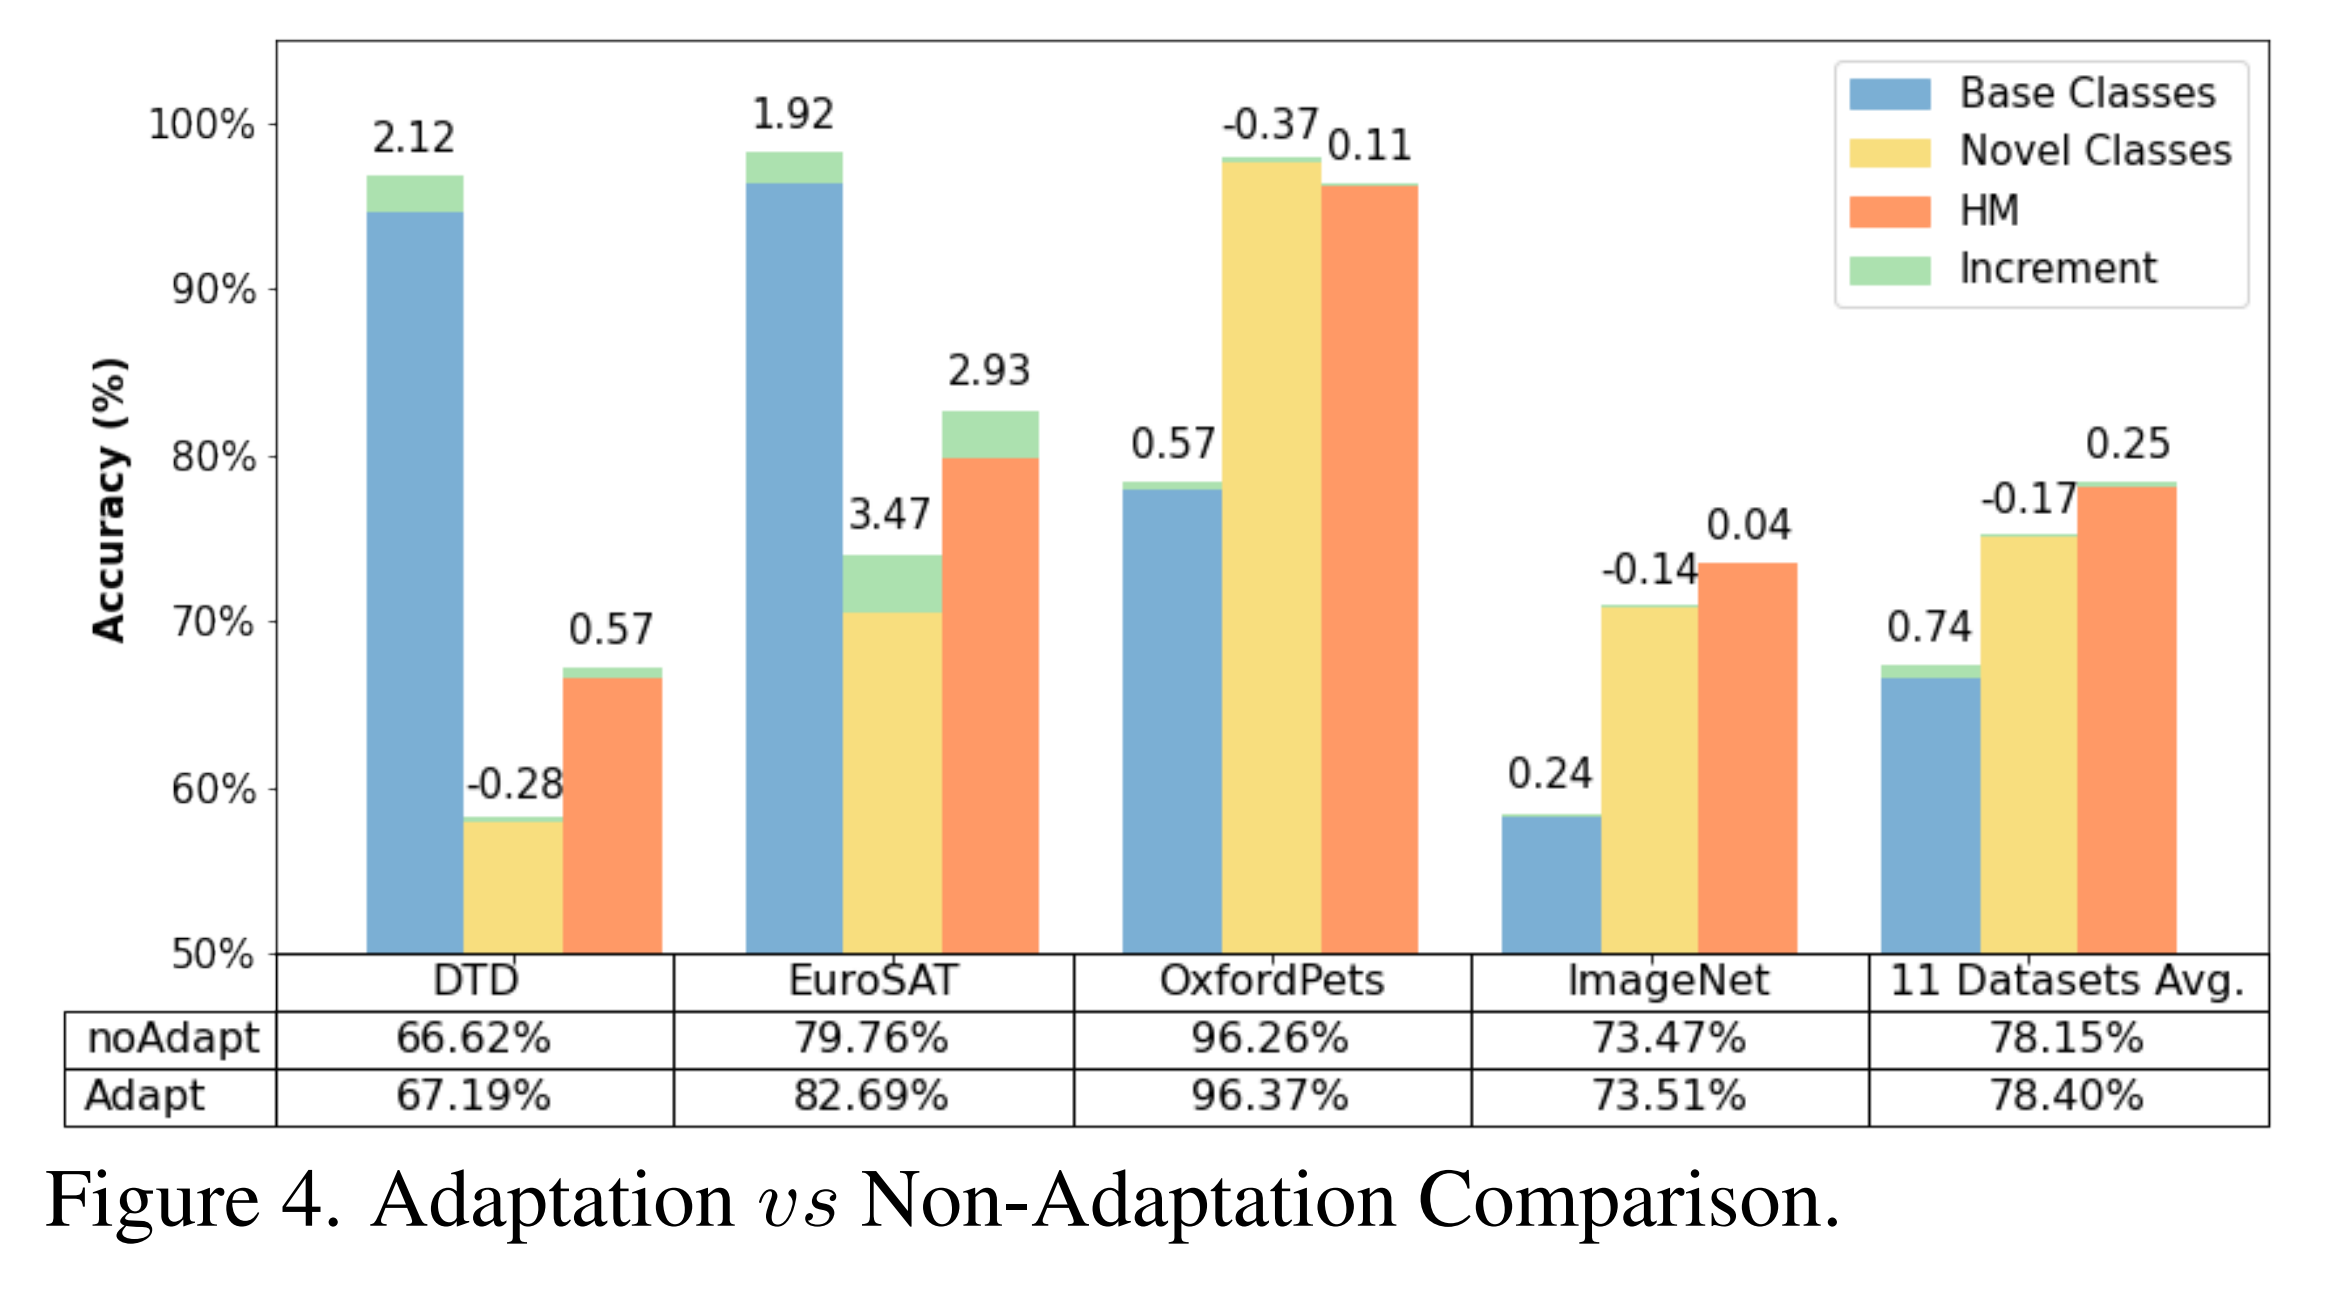 Base Classes
Novel Classes
HM
Increment
Accuracy (%)
100%
90%
80%
70%
60%
50%
2.12
-0.28
0.57
1.92
3.47
2.93
0.57
-0.37
0.11
0.24
-0.14
0.04
0.74
-0.17
0.25
DTD EuroSAT OxfordPets ImageNet 11 Datasets Avg.
noAdapt 66.62% 79.76% 96.26% 73.47% 78.15%
Adapt 67.19% 82.69% 96.37% 73.51% 78.40%
Figure 4. Adaptation vs Non-Adaptation Comparison.